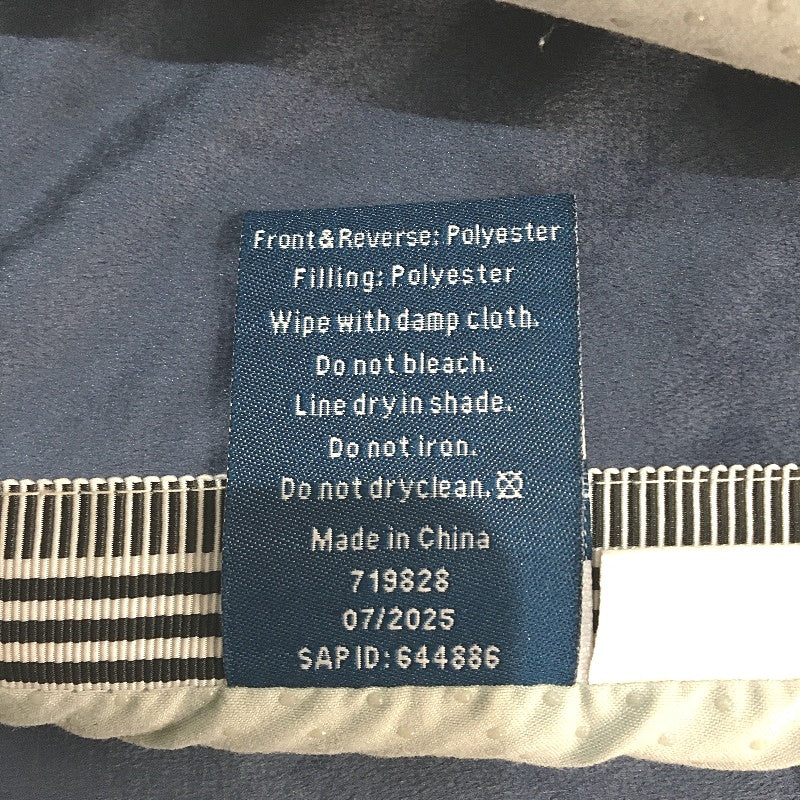 Front&Reverse: Polyester
Filling: Polyester
Wipe with damp cloth.
Do not bleach.
Line dry in shade.
Do not iron.
Do not dryclean.
Made in China
719828
07/2025
SAP ID: 644886